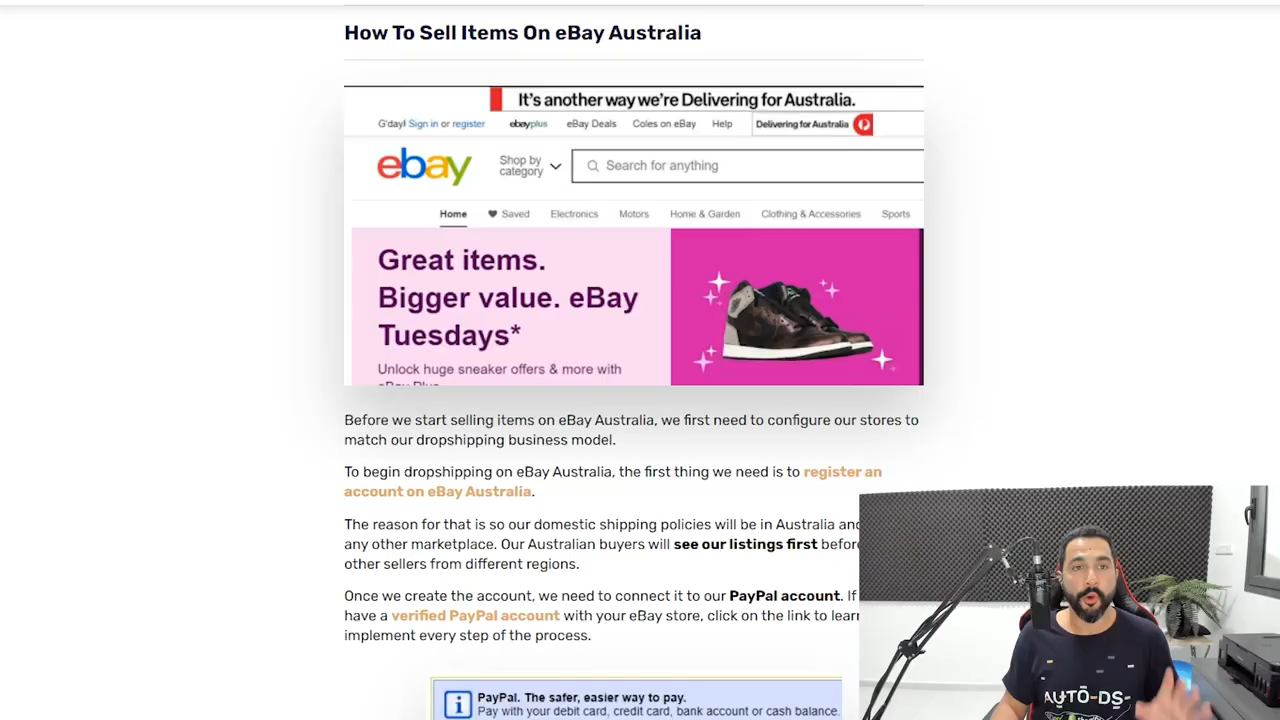 How To Sell Items On eBay Australia
It's another way we're Delivering for Australia.
G'day! Sign in or register ebayplus eBay Deals Coles on eBay Help Delivering for Australia
ebay Shop by category Search for anything
Home Saved Electronics Motors Home & Garden Clothing & Accessories Sports
Great items.
Bigger value. eBay
Tuesdays*
Unlock huge sneaker offers & more with
eBay Plus
Before we start selling items on eBay Australia, we first need to configure our stores to
match our dropshipping business model.
To begin dropshipping on eBay Australia, the first thing we need is to register an
account on eBay Australia.
The reason for that is so our domestic shipping policies will be in Australia and
any other marketplace. Our Australian buyers will see our listings first before
other sellers from different regions.
Once we create the account, we need to connect it to our PayPal account. If
have a verified PayPal account with your eBay store, click on the link to learn
implement every step of the process.
PayPal. The safer, easier way to pay.
Pay with your debit card, credit card, bank account or cash balance.
AUTO-DS-